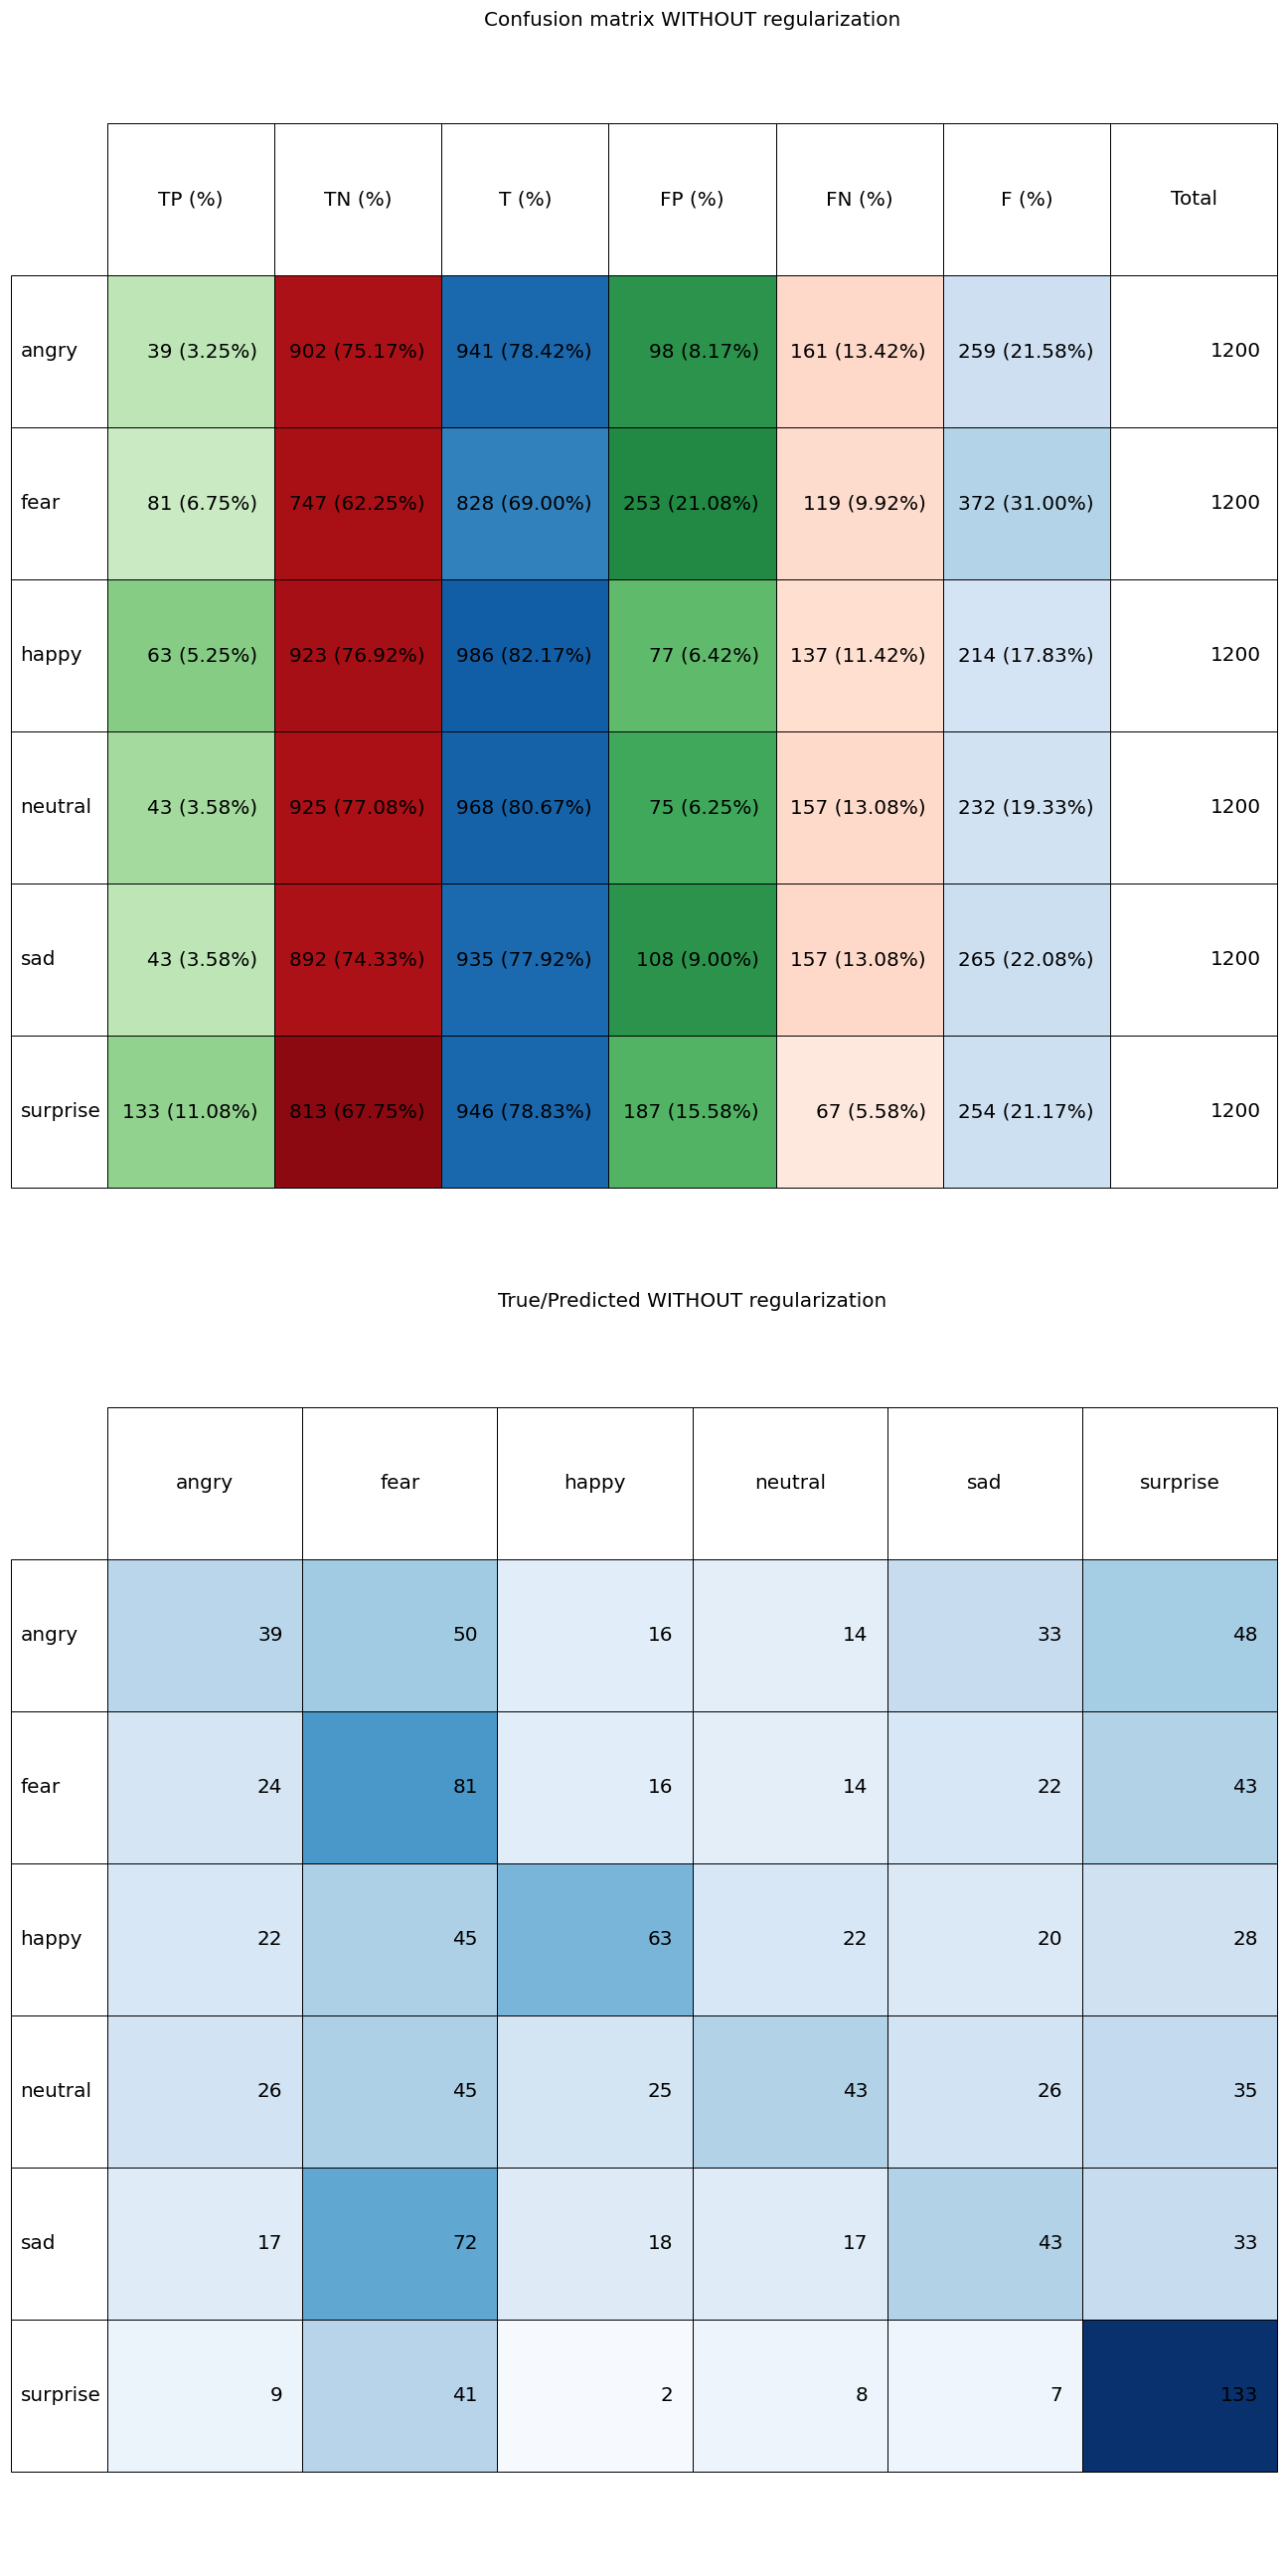 Confusion matrix WITHOUT regularization
TP (%) TN (%) T (%) FP (%) FN (%) F (%) Total
angry 39 (3.25%) 902 (75.17%) 941 (78.42%) 98 (8.17%) 161 (13.42%) 259 (21.58%) 1200
fear 81 (6.75%) 747 (62.25%) 828 (69.00%) 253 (21.08%) 119 (9.92%) 372 (31.00%) 1200
happy 63 (5.25%) 923 (76.92%) 986 (82.17%) 77 (6.42%) 137 (11.42%) 214 (17.83%) 1200
neutral 43 (3.58%) 925 (77.08%) 968 (80.67%) 75 (6.25%) 157 (13.08%) 232 (19.33%) 1200
sad 43 (3.58%) 892 (74.33%) 935 (77.92%) 108 (9.00%) 157 (13.08%) 265 (22.08%) 1200
surprise 133 (11.08%) 813 (67.75%) 946 (78.83%) 187 (15.58%) 67 (5.58%) 254 (21.17%) 1200
True/Predicted WITHOUT regularization
angry fear happy neutral sad surprise
angry 39 50 16 14 33 48
fear 24 81 16 14 22 43
happy 22 45 63 22 20 28
neutral 26 45 25 43 26 35
sad 17 72 18 17 43 33
surprise 9 41 2 8 7 133